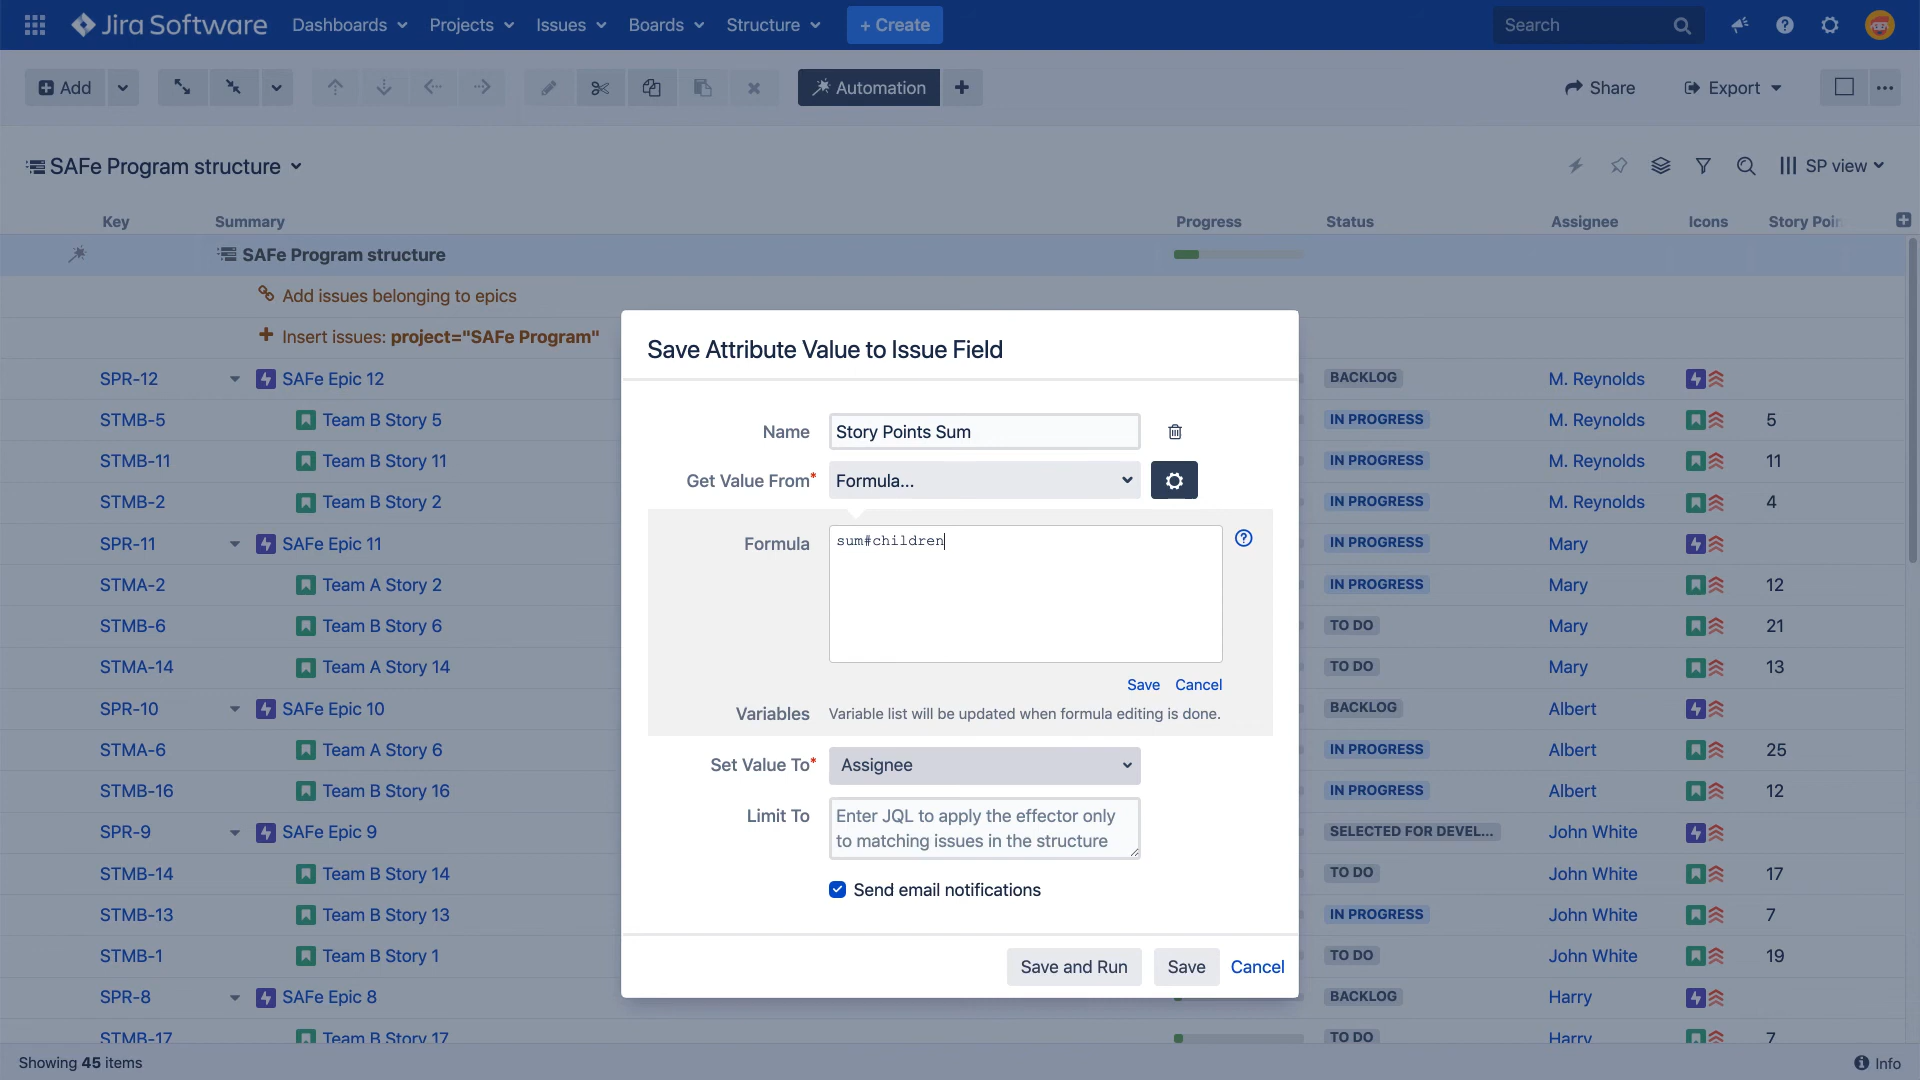 Jira Software Dashboards Projects Issues Boards Structure + Create Search
Add Automation Share Export
SAFe Program structure SP view
Key Summary Progress Status Assignee Icons Story Poin
SAFe Program structure
Add issues belonging to epics
Insert issues: project="SAFe Program"
SPR-12 SAFe Epic 12 BACKLOG M. Reynolds
STMB-5 Team B Story 5 IN PROGRESS M. Reynolds 5
STMB-11 Team B Story 11 IN PROGRESS M. Reynolds 11
STMB-2 Team B Story 2 IN PROGRESS M. Reynolds 4
SPR-11 SAFe Epic 11 IN PROGRESS Mary
STMA-2 Team A Story 2 IN PROGRESS Mary 12
STMB-6 Team B Story 6 TO DO Mary 21
STMA-14 Team A Story 14 TO DO Mary 13
SPR-10 SAFe Epic 10 BACKLOG Albert
STMA-6 Team A Story 6 IN PROGRESS Albert 25
STMB-16 Team B Story 16 IN PROGRESS Albert 12
SPR-9 SAFe Epic 9 SELECTED FOR DEVEL... John White
STMB-14 Team B Story 14 TO DO John White 17
STMB-13 Team B Story 13 IN PROGRESS John White 7
STMB-1 Team B Story 1 TO DO John White 19
SPR-8 SAFe Epic 8 BACKLOG Harry
STMB-17 Team B Story 17 TO DO Harry 7
Showing 45 items Info
Save Attribute Value to Issue Field
Name Story Points Sum
Get Value From* Formula...
Formula sum#children
Save Cancel
Variables Variable list will be updated when formula editing is done.
Set Value To* Assignee
Limit To Enter JQL to apply the effector only
to matching issues in the structure
Send email notifications
Save and Run Save Cancel